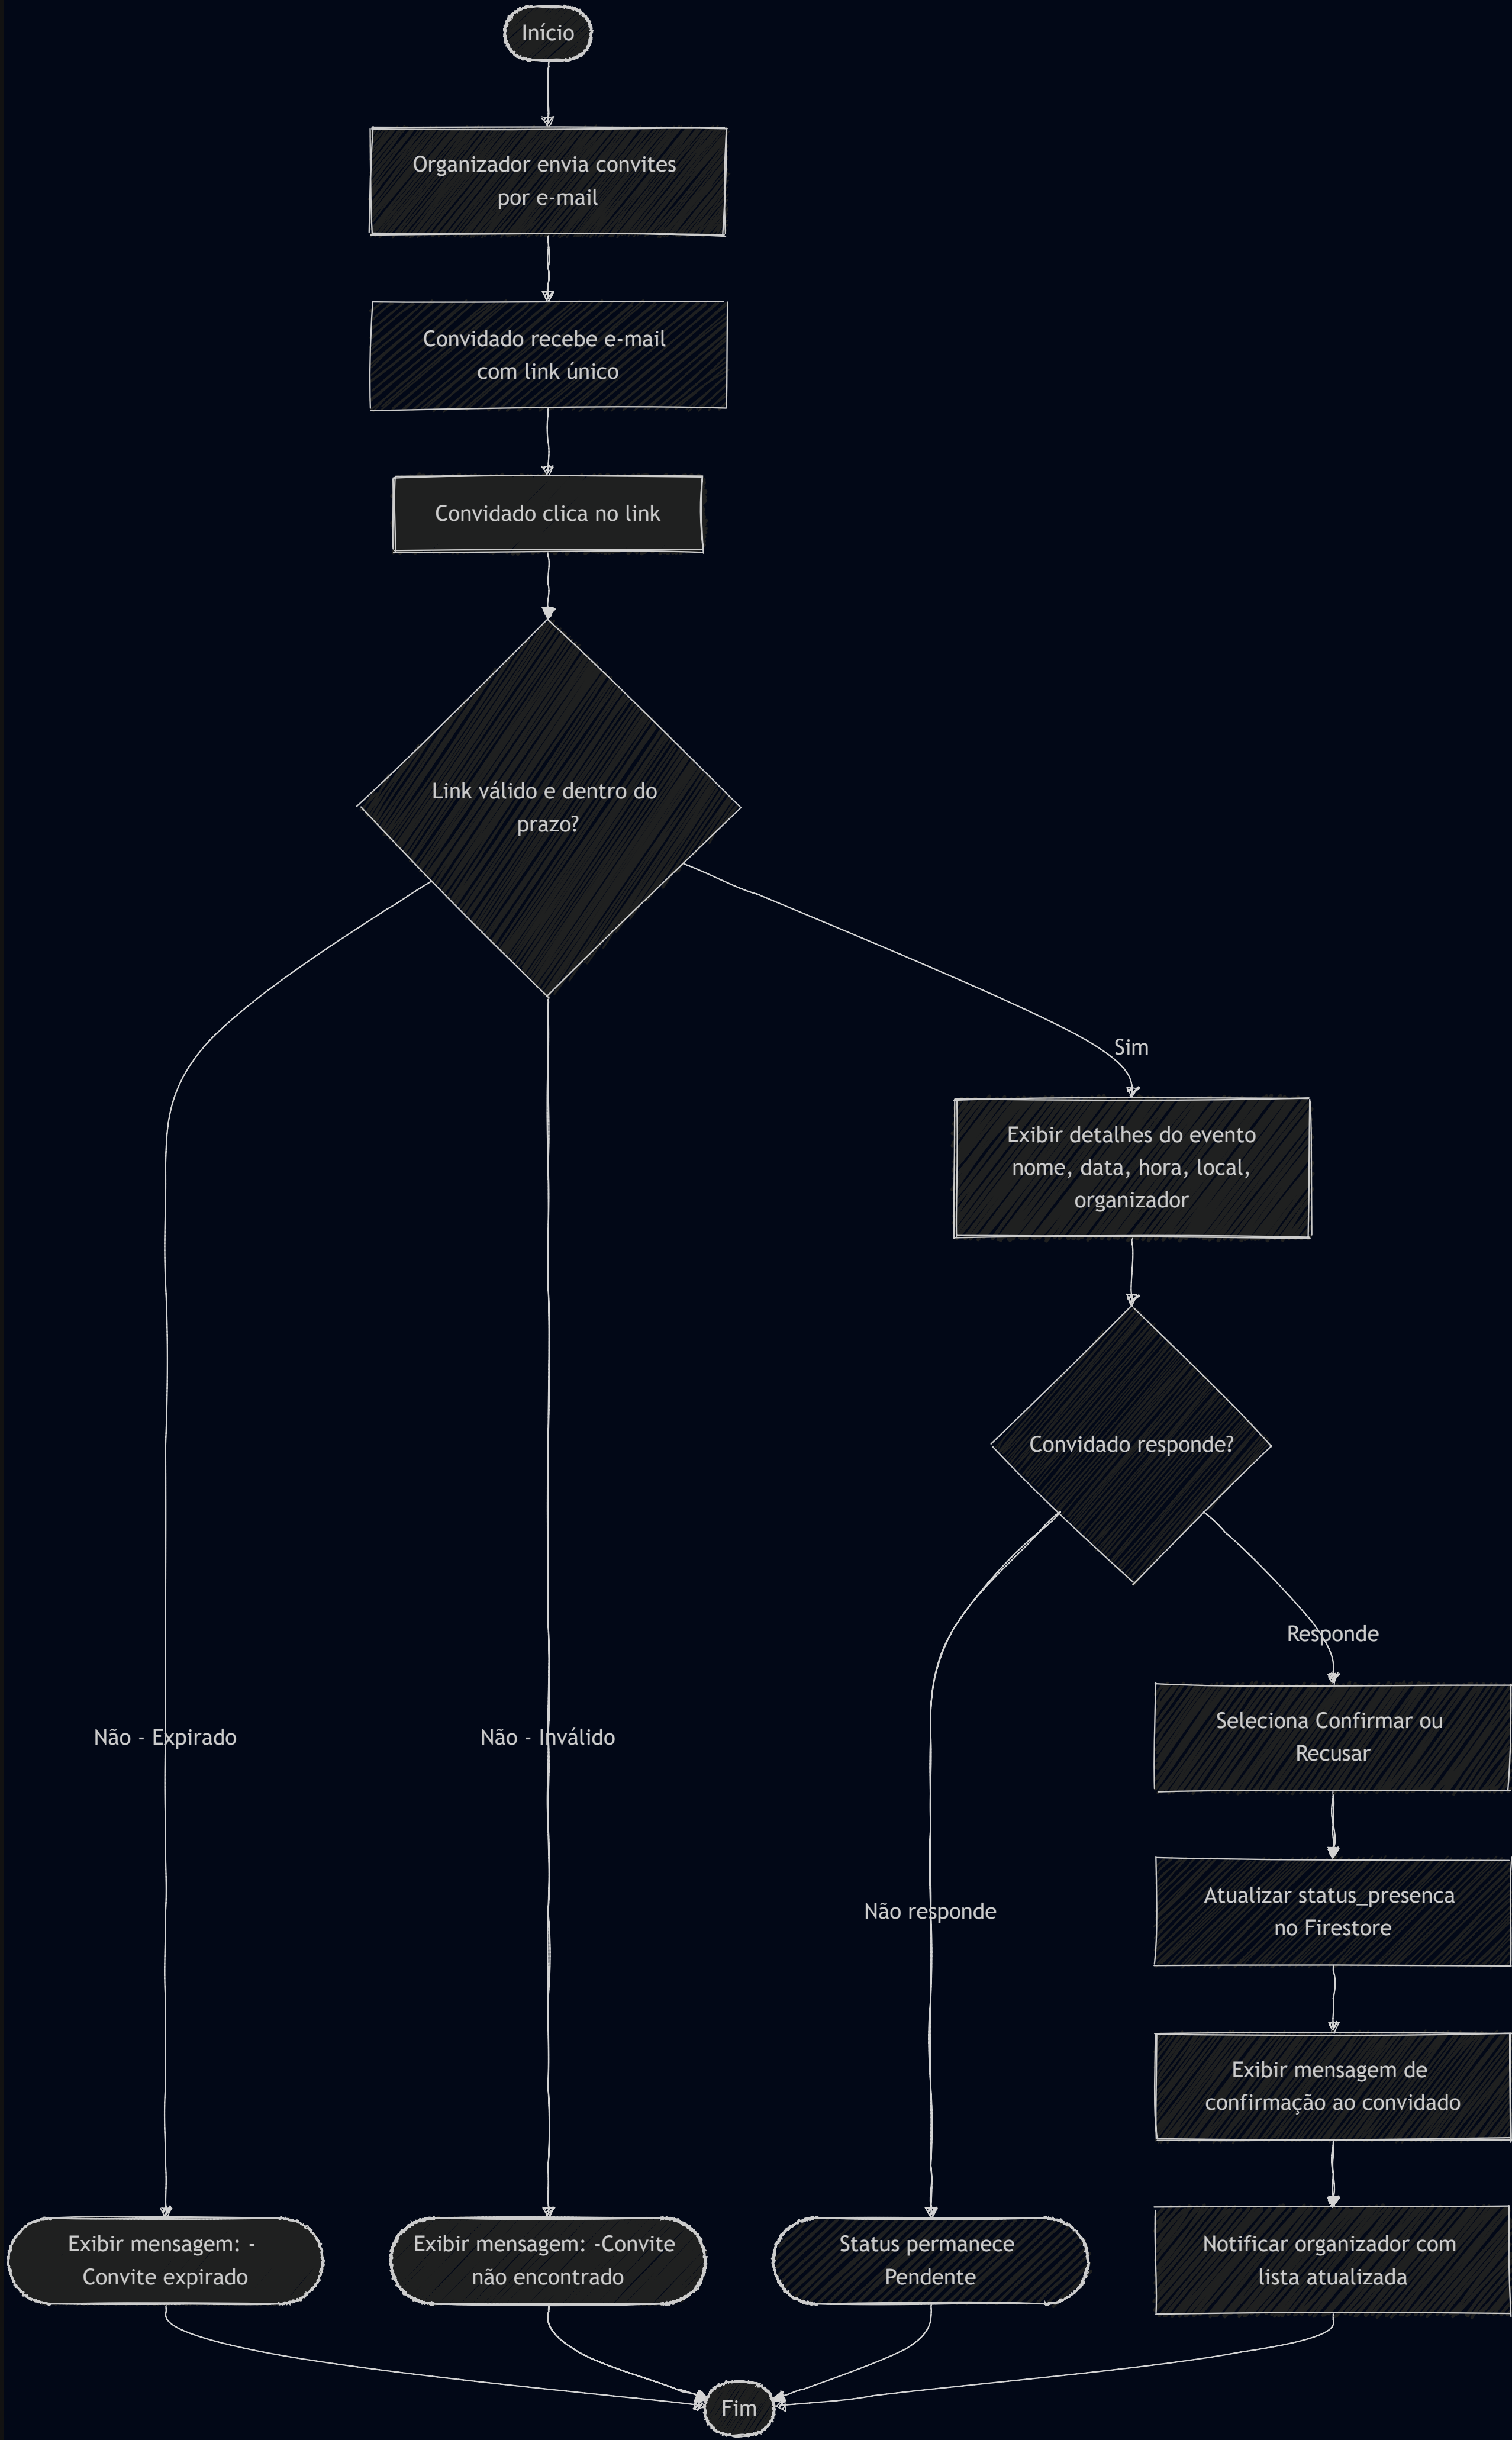 Início
Organizador envia convites
por e-mail
Convidado recebe e-mail
com link único
Convidado clica no link
Link válido e dentro do
prazo?
Sim
Exibir detalhes do evento
nome, data, hora, local,
organizador
Convidado responde?
Responde
Seleciona Confirmar ou
Recusar
Não - Expirado
Não - Inválido
Não responde
Atualizar status_presenca
no Firestore
Exibir mensagem de
confirmação ao convidado
Exibir mensagem: -
Convite expirado
Exibir mensagem: -Convite
não encontrado
Status permanece
Pendente
Notificar organizador com
lista atualizada
Fim